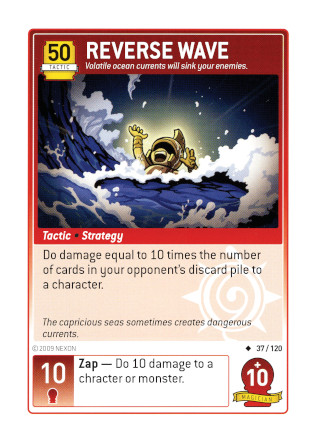 50
TACTIC
REVERSE WAVE
Volatile ocean currents will sink your enemies.
Tactic • Strategy
Do damage equal to 10 times the number
of cards in your opponent's discard pile to
a character.
The capricious seas sometimes creates dangerous
currents.
©2009 NEXON
37/120
10
Zap — Do 10 damage to a
chracter or monster.
+
10
MAGICIAN